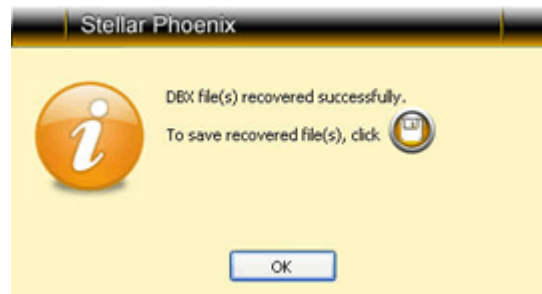 Stellar Phoenix
DBX file(s) recovered successfully.
To save recovered file(s), click
OK